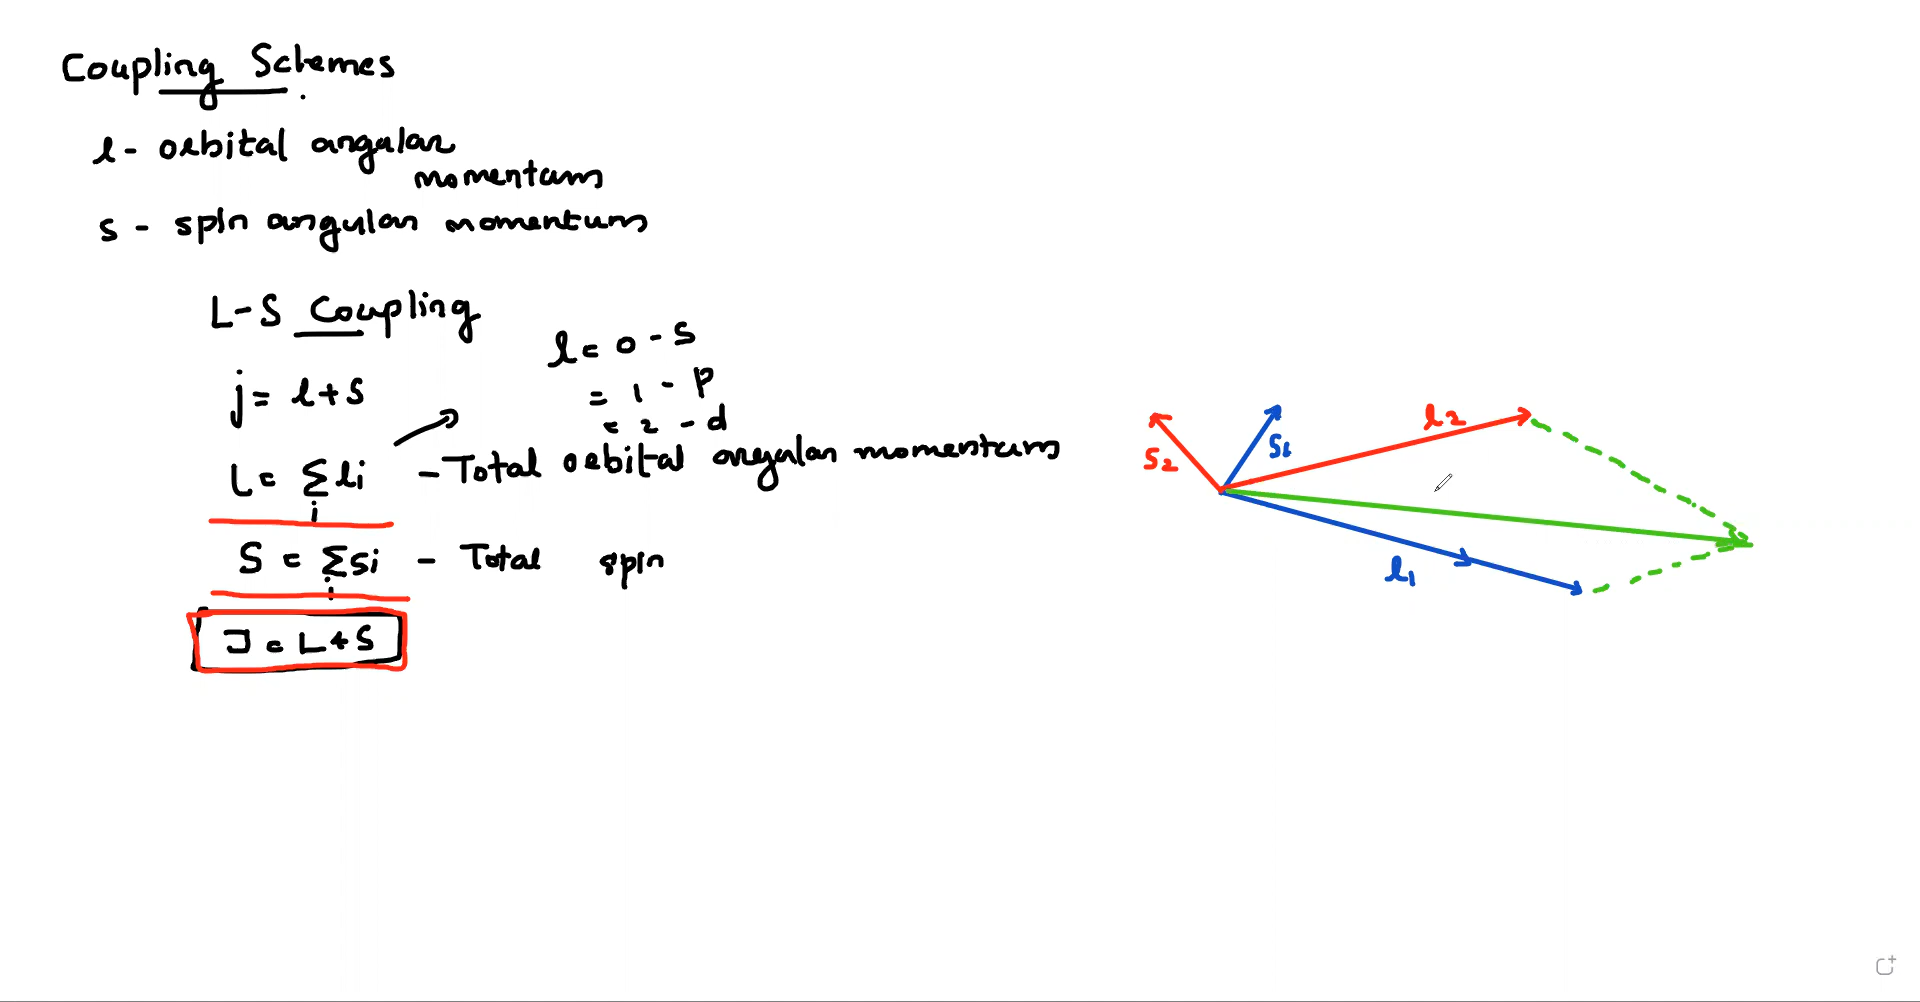 Coupling Schemes
l - orbital angular
momentum
s - spin angular momentum
L-S Coupling
l = 0 - s
= 1 - p
= 2 - d
j = l + s
L = Σ li - Total orbital angular momentum
i
S = Σ si - Total spin
i
J = L + S
s2
s1
l2
l1